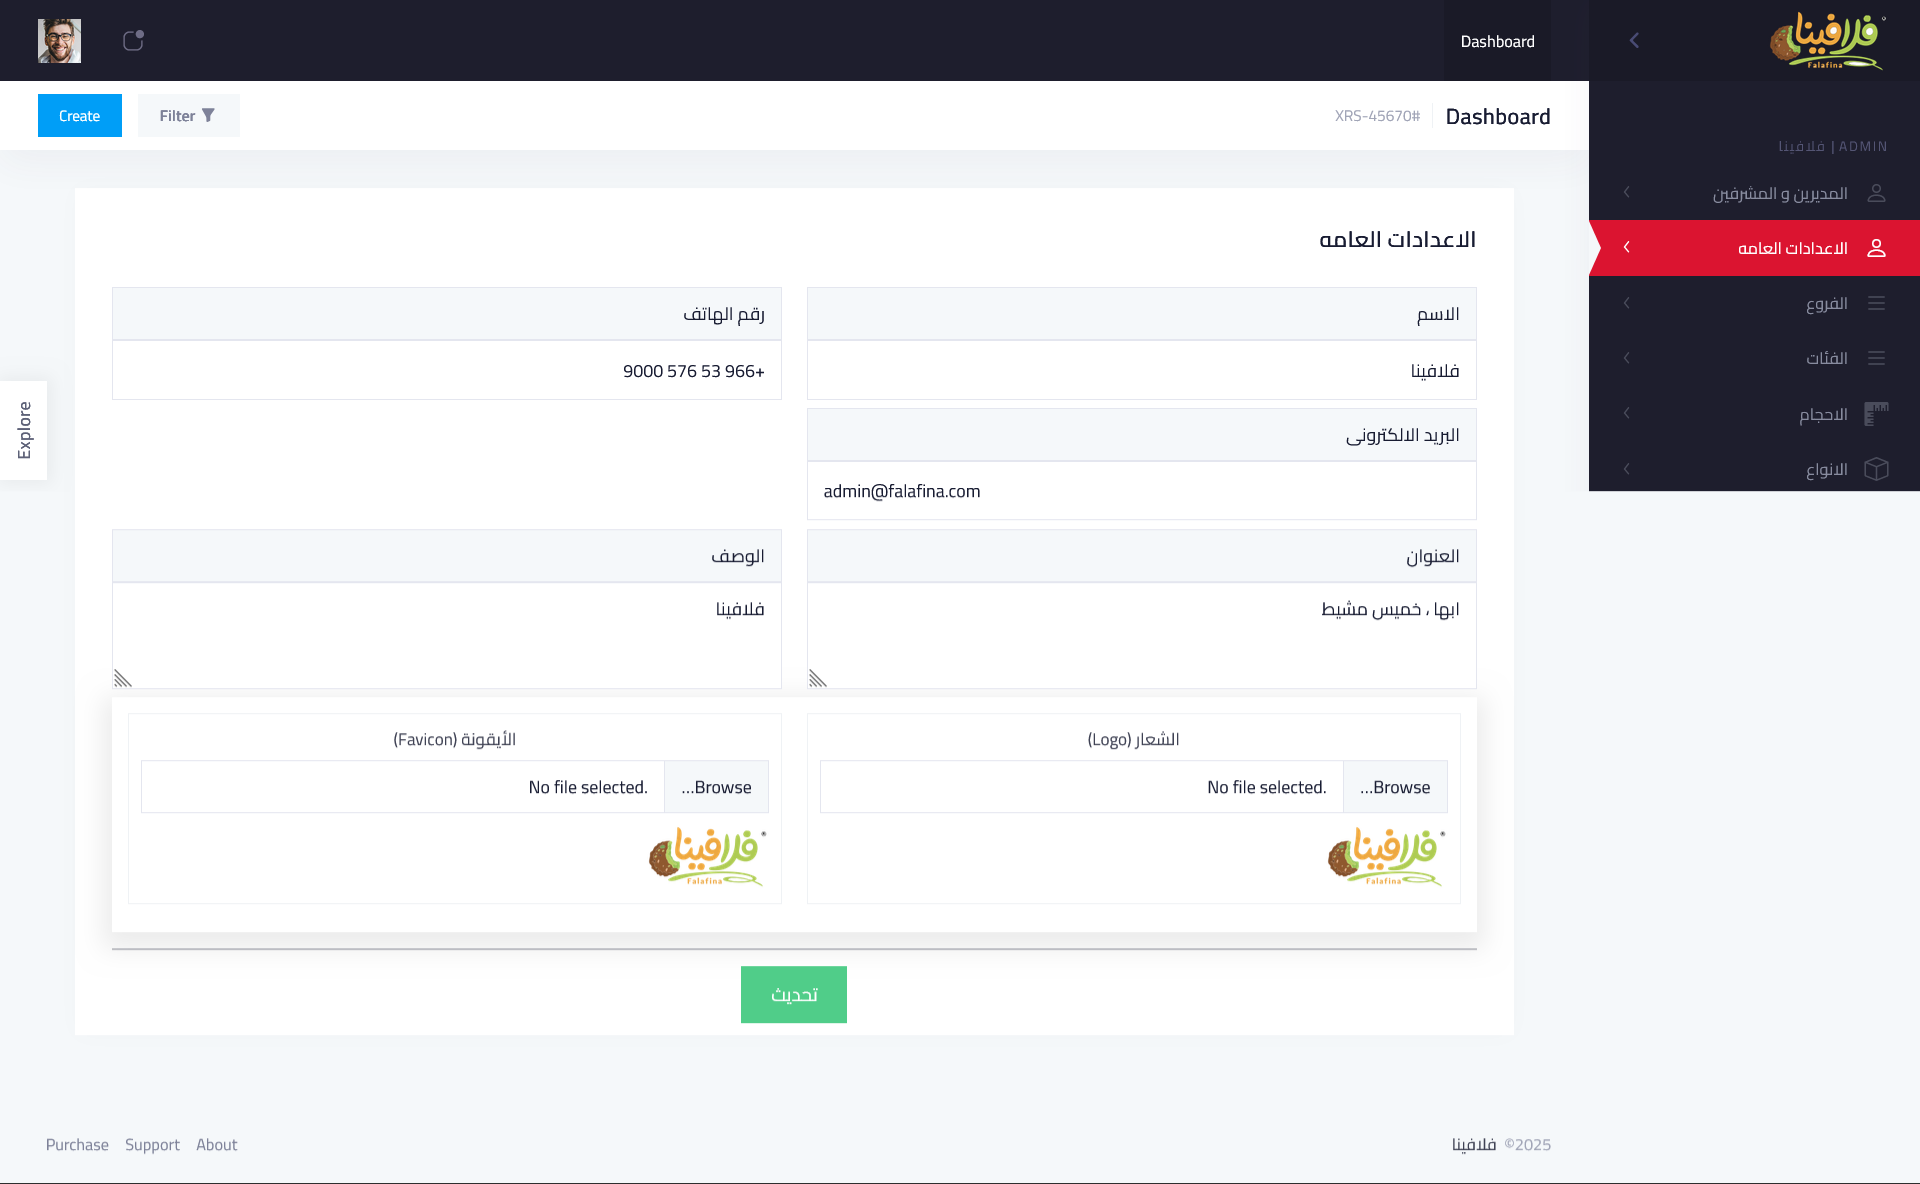 فلافينا
Falafina
Dashboard
Dashboard
XRS-45670#
Filter
Create
ADMIN | فلافينا
المديرين و المشرفين
الاعدادات العامه
الفروع
الفئات
الاحجام
الانواع
الاعدادات العامه
الاسم
فلافينا
رقم الهاتف
+966 53 576 9000
البريد الالكترونى
admin@falafina.com
العنوان
ابها ، خميس مشيط
الوصف
فلافينا
الشعار (Logo)
Browse...
No file selected.
فلافينا
Falafina
الأيقونة (Favicon)
Browse...
No file selected.
فلافينا
Falafina
تحديث
Explore
2025© فلافينا
About
Support
Purchase